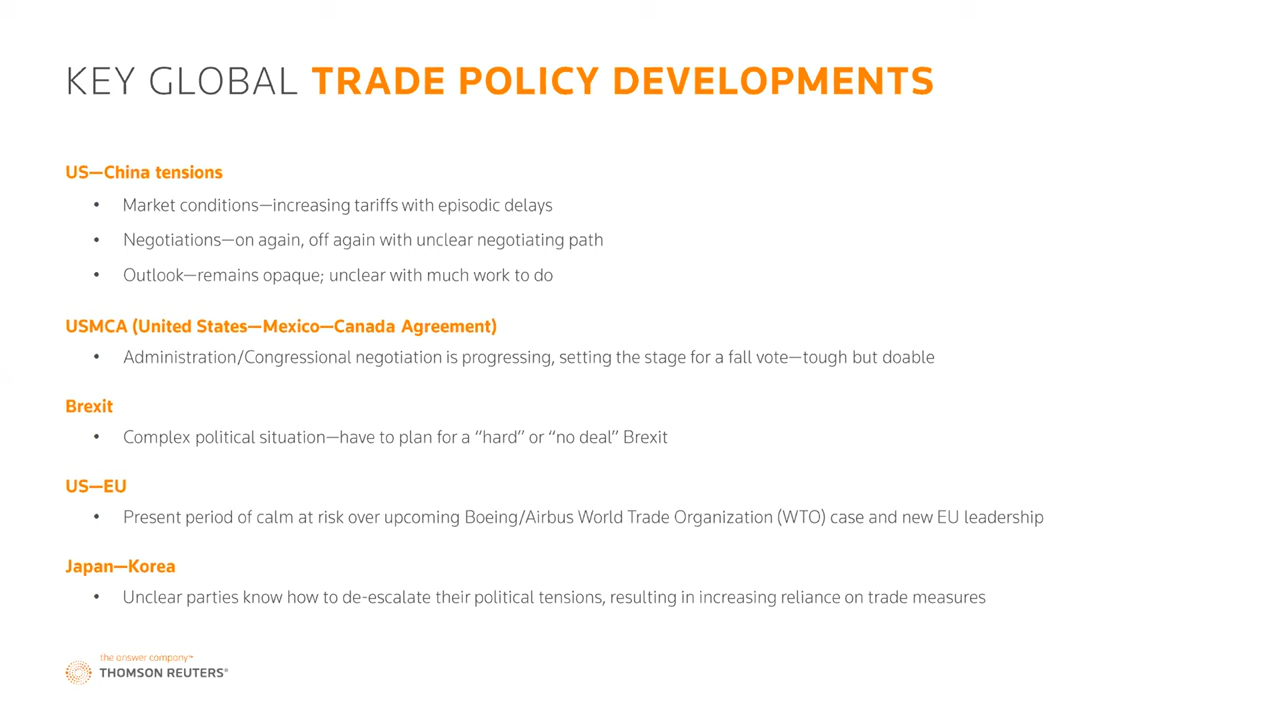 KEY GLOBAL TRADE POLICY DEVELOPMENTS
US—China tensions
• Market conditions—increasing tariffs with episodic delays
• Negotiations—on again, off again with unclear negotiating path
• Outlook—remains opaque; unclear with much work to do
USMCA (United States—Mexico—Canada Agreement)
• Administration/Congressional negotiation is progressing, setting the stage for a fall vote—tough but doable
Brexit
• Complex political situation—have to plan for a “hard” or “no deal” Brexit
US—EU
• Present period of calm at risk over upcoming Boeing/Airbus World Trade Organization (WTO) case and new EU leadership
Japan—Korea
• Unclear parties know how to de-escalate their political tensions, resulting in increasing reliance on trade measures
the answer company™
THOMSON REUTERS®